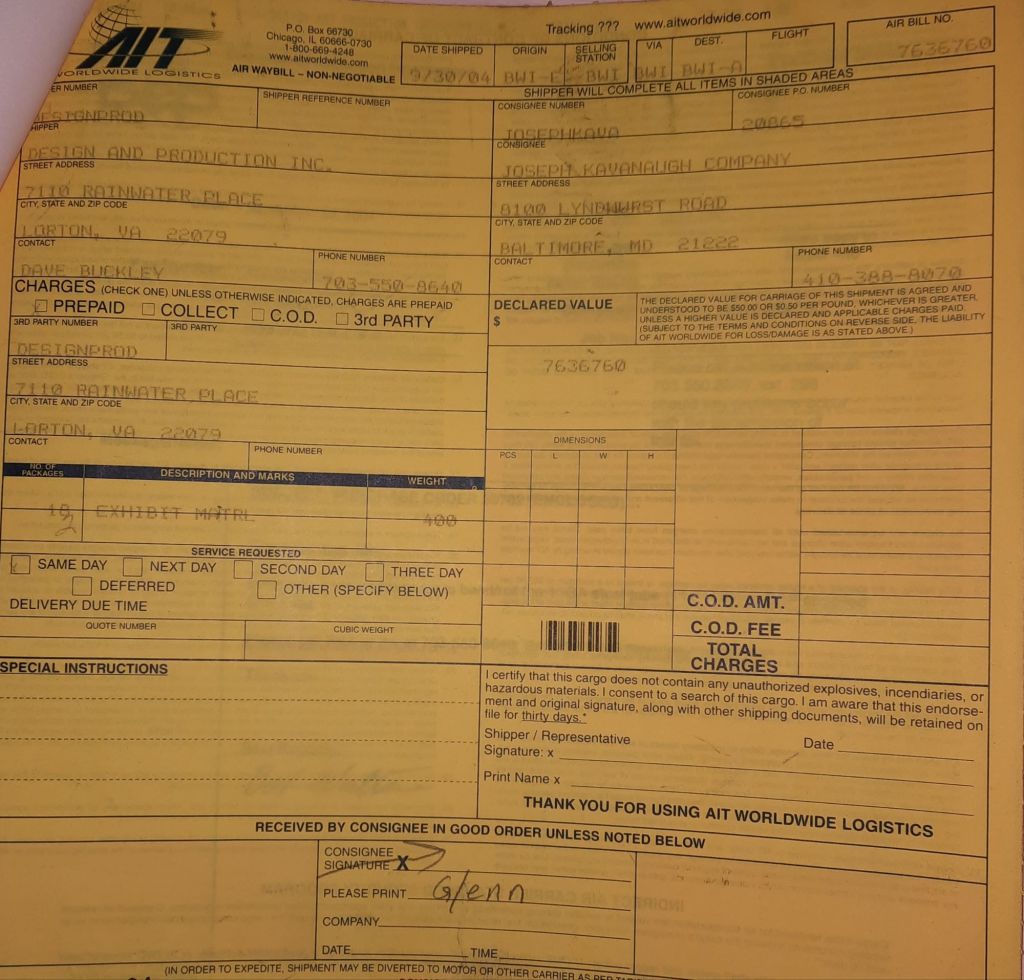 AIT
WORLDWIDE LOGISTICS
P.O. Box 66730
Chicago, IL 60666-0730
1-800-669-4248
www.aitworldwide.com
AIR WAYBILL – NON-NEGOTIABLE
Tracking ??? www.aitworldwide.com
DATE SHIPPED ORIGIN SELLING STATION VIA DEST. FLIGHT
9/30/04 BWI BWI BWI-A
AIR BILL NO.
7636760
SHIPPER WILL COMPLETE ALL ITEMS IN SHADED AREAS
ER NUMBER SHIPPER REFERENCE NUMBER
ESIGNPROD
HIPPER
DESIGN AND PRODUCTION INC.
STREET ADDRESS
7110 RAINWATER PLACE
CITY, STATE AND ZIP CODE
LORTON, VA 22079
CONTACT PHONE NUMBER
DAVE BUCKLEY 703-550-8640
CONSIGNEE NUMBER CONSIGNEE P.O. NUMBER
JOSEPHKAVA 20865
CONSIGNEE
JOSEPH KAVANAUGH COMPANY
STREET ADDRESS
8100 LYNDHURST ROAD
CITY, STATE AND ZIP CODE
BALTIMORE, MD 21222
CONTACT PHONE NUMBER
410-388-8070
CHARGES (CHECK ONE) UNLESS OTHERWISE INDICATED, CHARGES ARE PREPAID
PREPAID COLLECT C.O.D. 3rd PARTY
3RD PARTY NUMBER 3RD PARTY
DESIGNPROD
STREET ADDRESS
7110 RAINWATER PLACE
CITY, STATE AND ZIP CODE
LORTON, VA 22079
CONTACT PHONE NUMBER
DECLARED VALUE
$
THE DECLARED VALUE FOR CARRIAGE OF THIS SHIPMENT IS AGREED AND
UNDERSTOOD TO BE $50.00 OR $0.50 PER POUND, WHICHEVER IS GREATER,
UNLESS A HIGHER VALUE IS DECLARED AND APPLICABLE CHARGES PAID.
(SUBJECT TO THE TERMS AND CONDITIONS ON REVERSE SIDE, THE LIABILITY
OF AIT WORLDWIDE FOR LOSS/DAMAGE IS AS STATED ABOVE.)
7636760
NO. OF PACKAGES DESCRIPTION AND MARKS WEIGHT
EXHIBIT MATRL 400
2
DIMENSIONS
PCS L W H
SERVICE REQUESTED
SAME DAY NEXT DAY SECOND DAY THREE DAY
DEFERRED OTHER (SPECIFY BELOW)
DELIVERY DUE TIME
QUOTE NUMBER CUBIC WEIGHT
C.O.D. AMT.
C.O.D. FEE
TOTAL
CHARGES
SPECIAL INSTRUCTIONS
I certify that this cargo does not contain any unauthorized explosives, incendiaries, or
hazardous materials. I consent to a search of this cargo. I am aware that this endorse-
ment and original signature, along with other shipping documents, will be retained on
file for thirty days.*
Shipper / Representative
Signature: x Date
Print Name x
THANK YOU FOR USING AIT WORLDWIDE LOGISTICS
RECEIVED BY CONSIGNEE IN GOOD ORDER UNLESS NOTED BELOW
CONSIGNEE
SIGNATURE X
PLEASE PRINT Glenn
COMPANY
DATE TIME
(IN ORDER TO EXPEDITE, SHIPMENT MAY BE DIVERTED TO MOTOR OR OTHER CARRIER AS PER